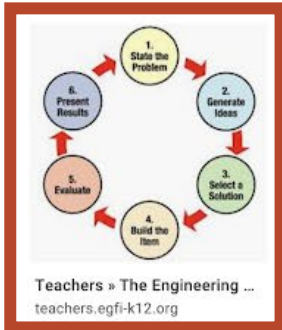 1.
State the
Problem
2.
Generate
Ideas
3.
Select a
Solution
4.
Build the
Item
5.
Evaluate
6.
Present
Results
Teachers » The Engineering ...
teachers.egfi-k12.org